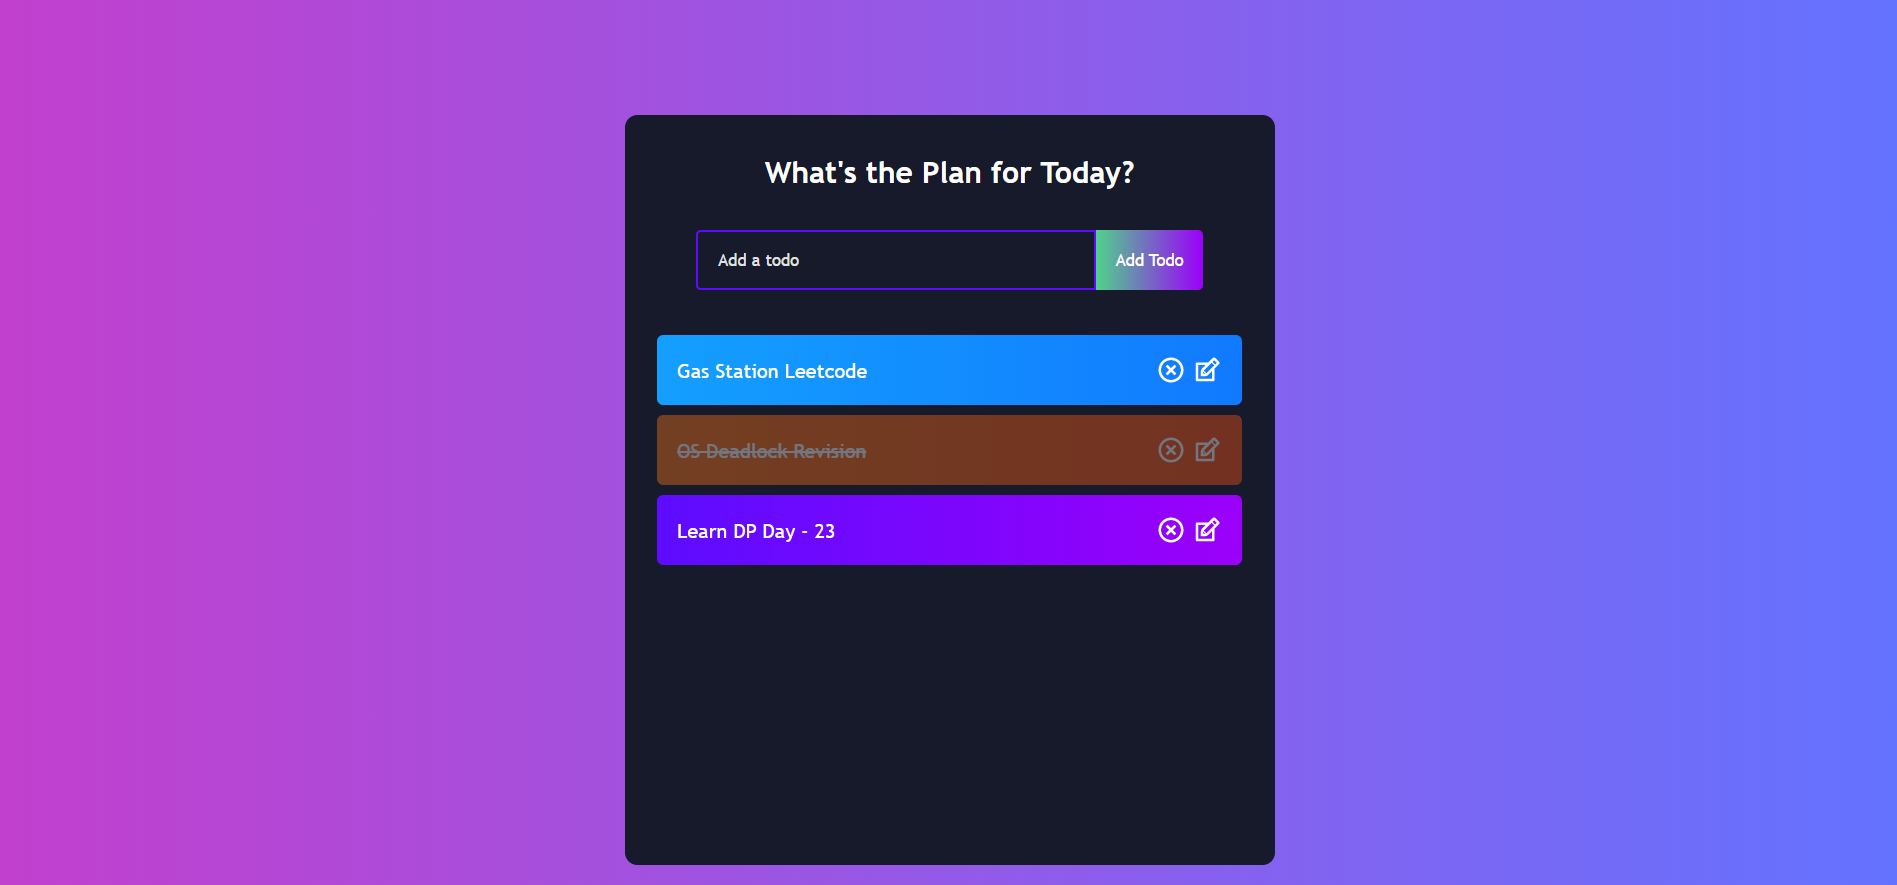 What's the Plan for Today?
Add a todo
Add Todo
Gas Station Leetcode
OS Deadlock Revision
Learn DP Day - 23